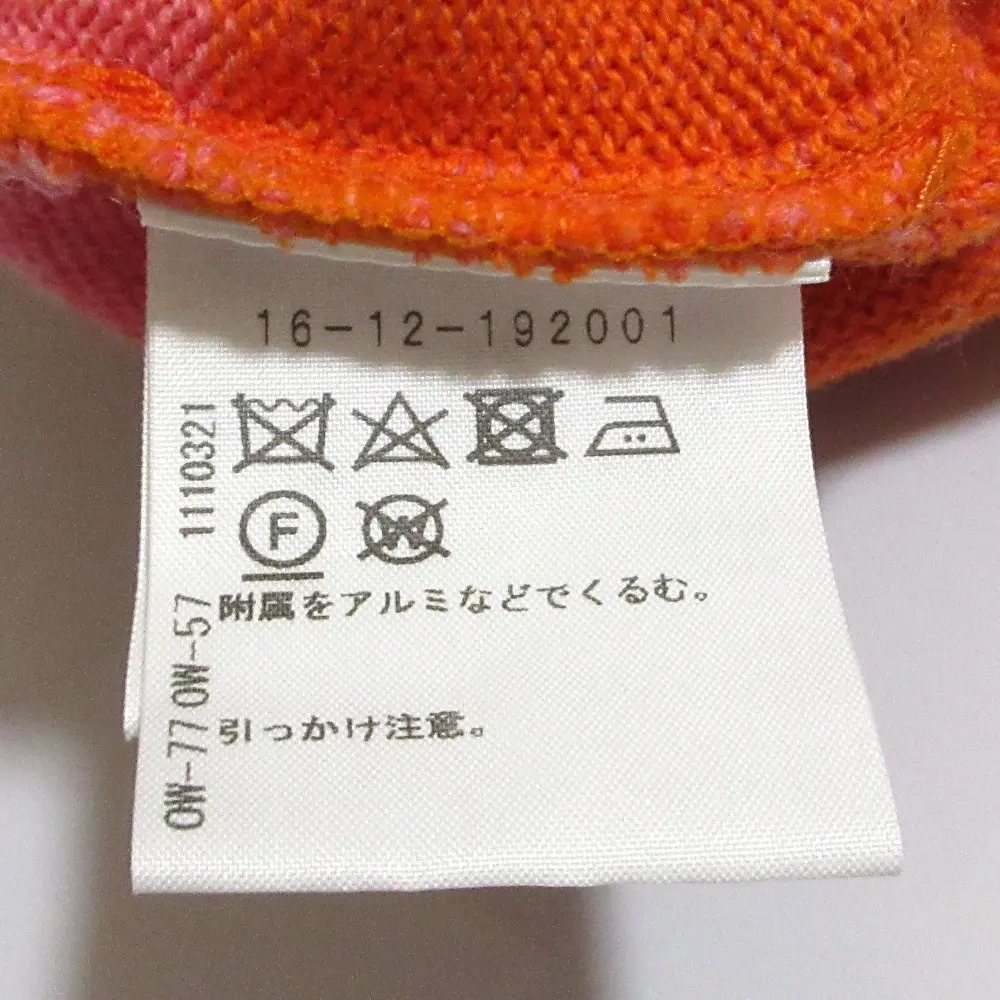 16-12-192001
1110321
F
W
附属をアルミなどでくるむ。
OW-77 OW-57
引っかけ注意。